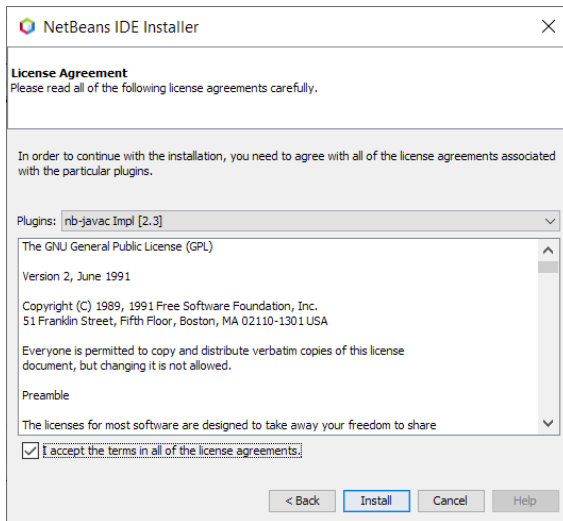 NetBeans IDE Installer
License Agreement
Please read all of the following license agreements carefully.
In order to continue with the installation, you need to agree with all of the license agreements associated
with the particular plugins.
Plugins: nb-javac Impl [2.3]
The GNU General Public License (GPL)
Version 2, June 1991
Copyright (C) 1989, 1991 Free Software Foundation, Inc.
51 Franklin Street, Fifth Floor, Boston, MA 02110-1301 USA
Everyone is permitted to copy and distribute verbatim copies of this license
document, but changing it is not allowed.
Preamble
The licenses for most software are designed to take away your freedom to share
I accept the terms in all of the license agreements.
< Back Install Cancel Help